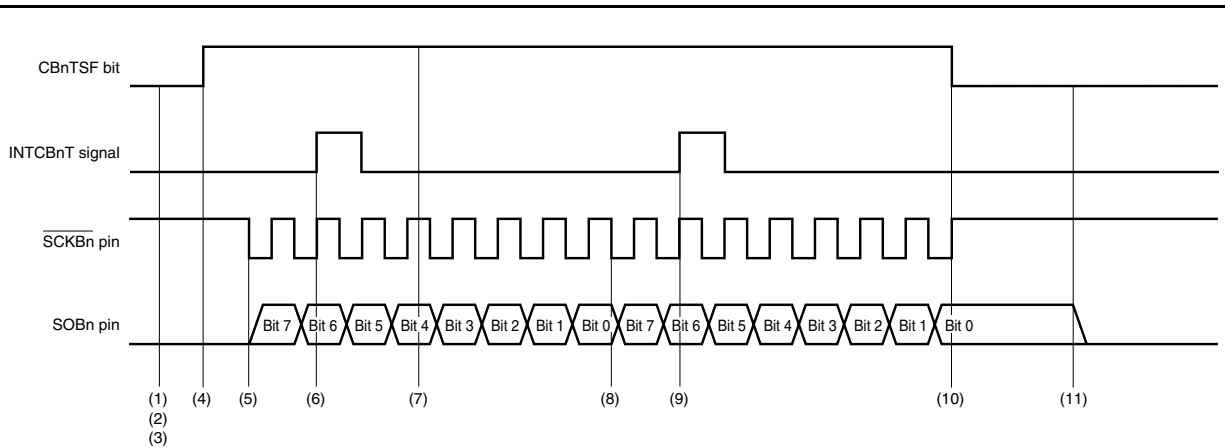 CBnTSF bit
INTCBnT signal
SCKBn pin
SOBn pin
Bit 7 Bit 6 Bit 5 Bit 4 Bit 3 Bit 2 Bit 1 Bit 0 Bit 7 Bit 6 Bit 5 Bit 4 Bit 3 Bit 2 Bit 1 Bit 0
(1) (4) (5) (6) (7) (8) (9) (10) (11)
(2)
(3)